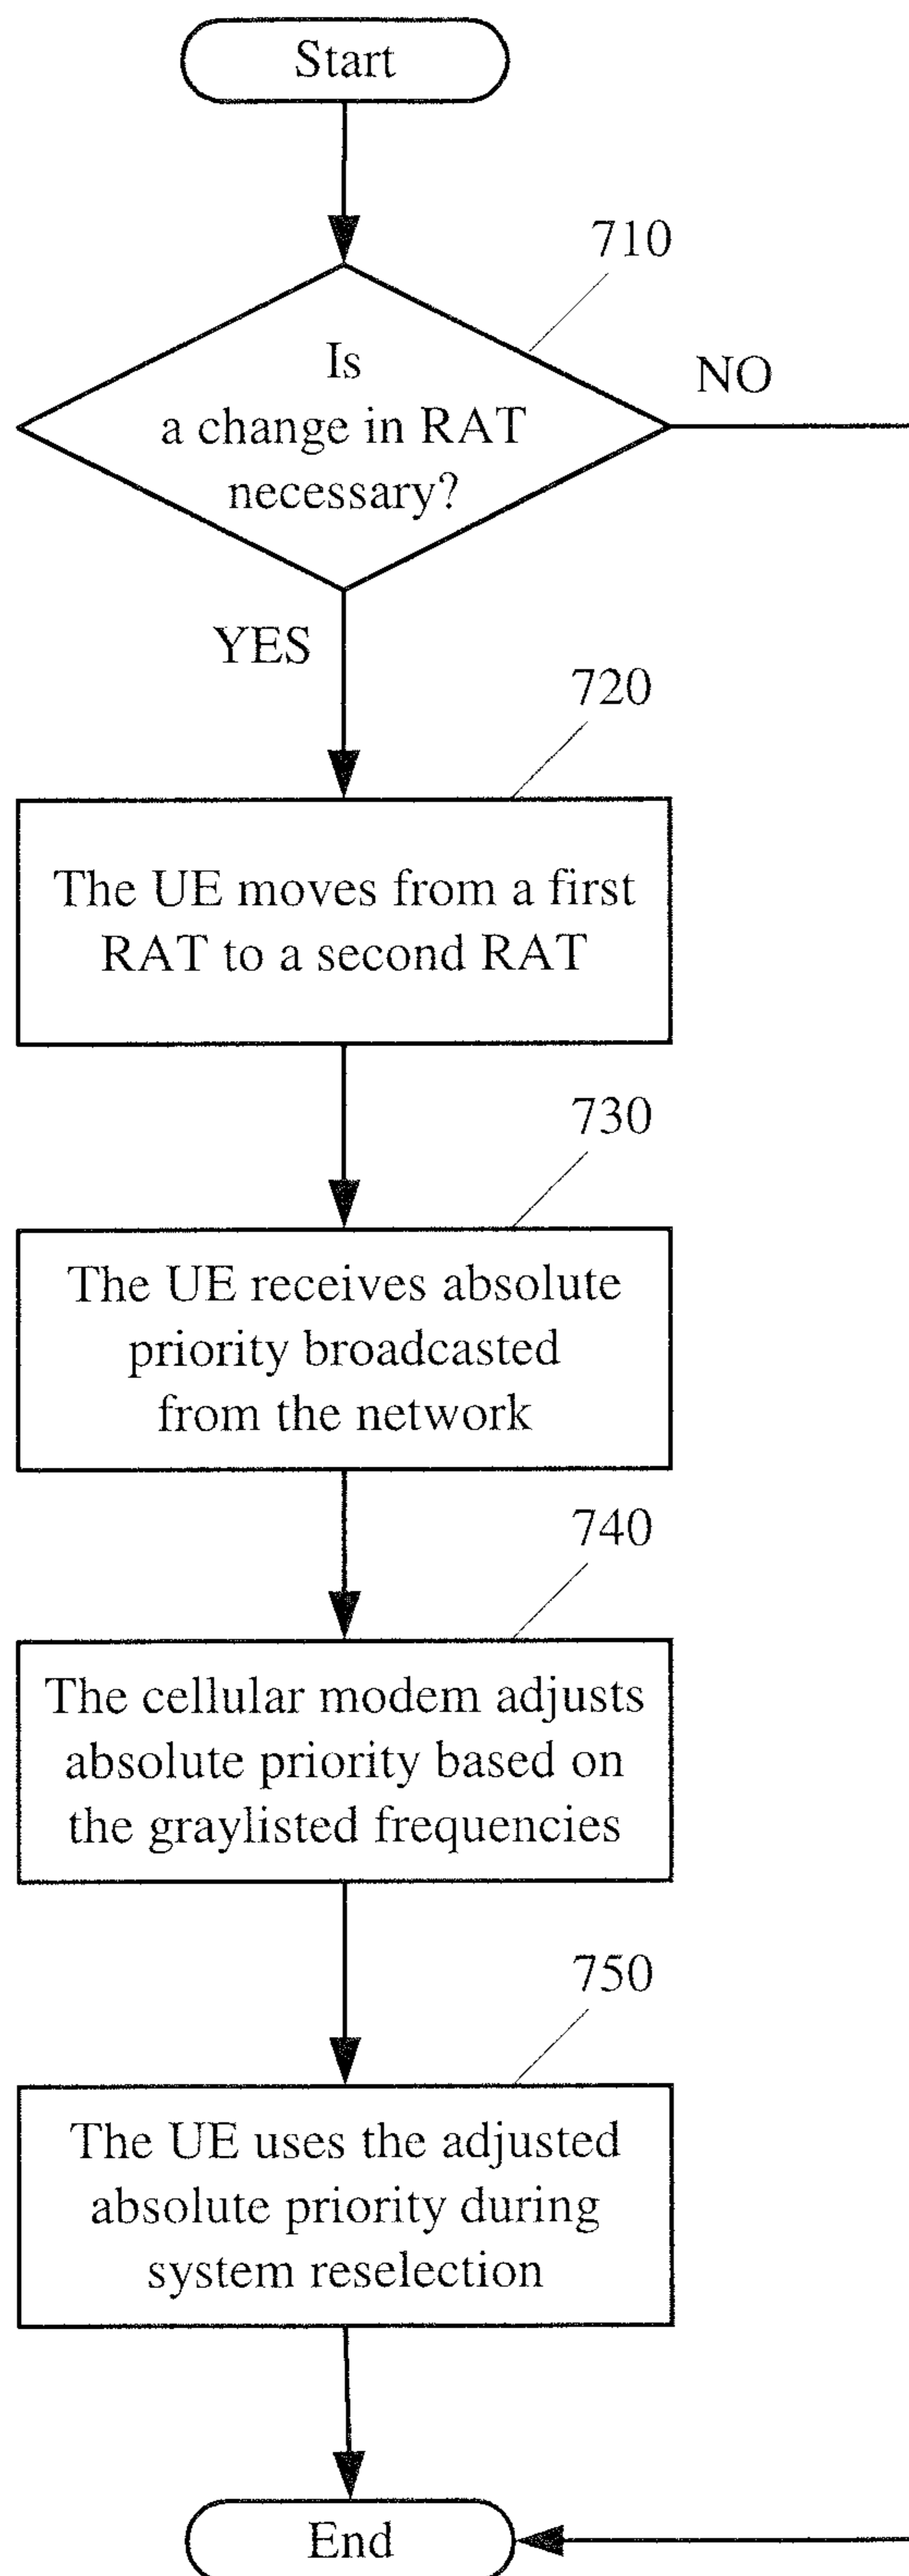 Start
710
Is
a change in RAT
necessary?
NO
YES
720
The UE moves from a first
RAT to a second RAT
730
The UE receives absolute
priority broadcasted
from the network
740
The cellular modem adjusts
absolute priority based on
the graylisted frequencies
750
The UE uses the adjusted
absolute priority during
system reselection
End